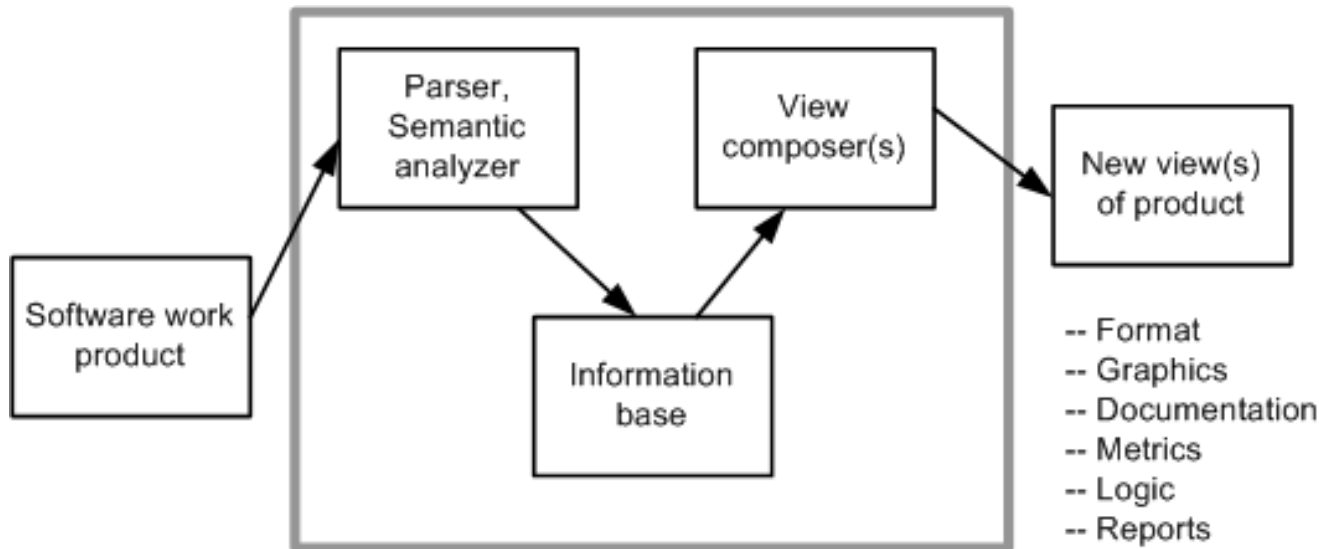 Software work
product
Parser,
Semantic
analyzer
Information
base
View
composer(s)
New view(s)
of product
-- Format
-- Graphics
-- Documentation
-- Metrics
-- Logic
-- Reports